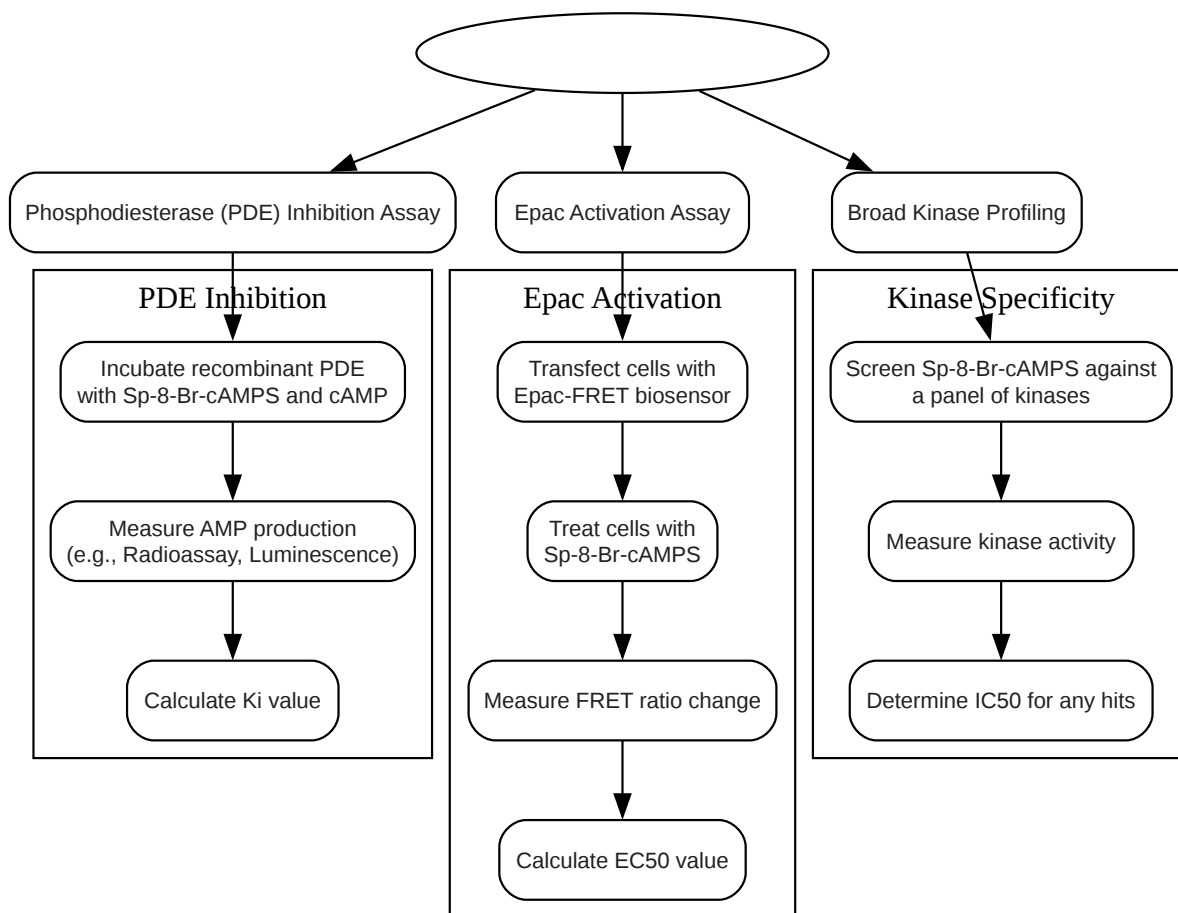 Phosphodiesterase (PDE) Inhibition Assay
Epac Activation Assay
Broad Kinase Profiling
PDE Inhibition
Incubate recombinant PDE
with Sp-8-Br-cAMPS and cAMP
Measure AMP production
(e.g., Radioassay, Luminescence)
Calculate Ki value
Epac Activation
Transfect cells with
Epac-FRET biosensor
Treat cells with
Sp-8-Br-cAMPS
Measure FRET ratio change
Calculate EC50 value
Kinase Specificity
Screen Sp-8-Br-cAMPS against
a panel of kinases
Measure kinase activity
Determine IC50 for any hits